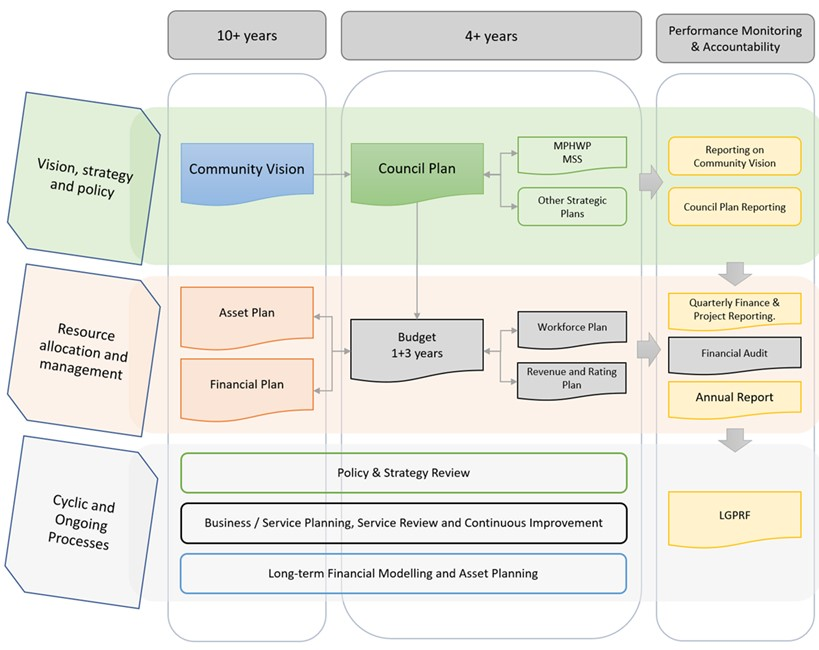 10+ years
4+ years
Performance Monitoring
& Accountability
Vision, strategy
and policy
Community Vision
Council Plan
MPHWP
MSS
Other Strategic
Plans
Reporting on
Community Vision
Council Plan Reporting
Resource
allocation and
management
Asset Plan
Financial Plan
Budget
1+3 years
Workforce Plan
Revenue and Rating
Plan
Quarterly Finance &
Project Reporting.
Financial Audit
Annual Report
Cyclic and
Ongoing
Processes
Policy & Strategy Review
Business / Service Planning, Service Review and Continuous Improvement
Long-term Financial Modelling and Asset Planning
LGPRF